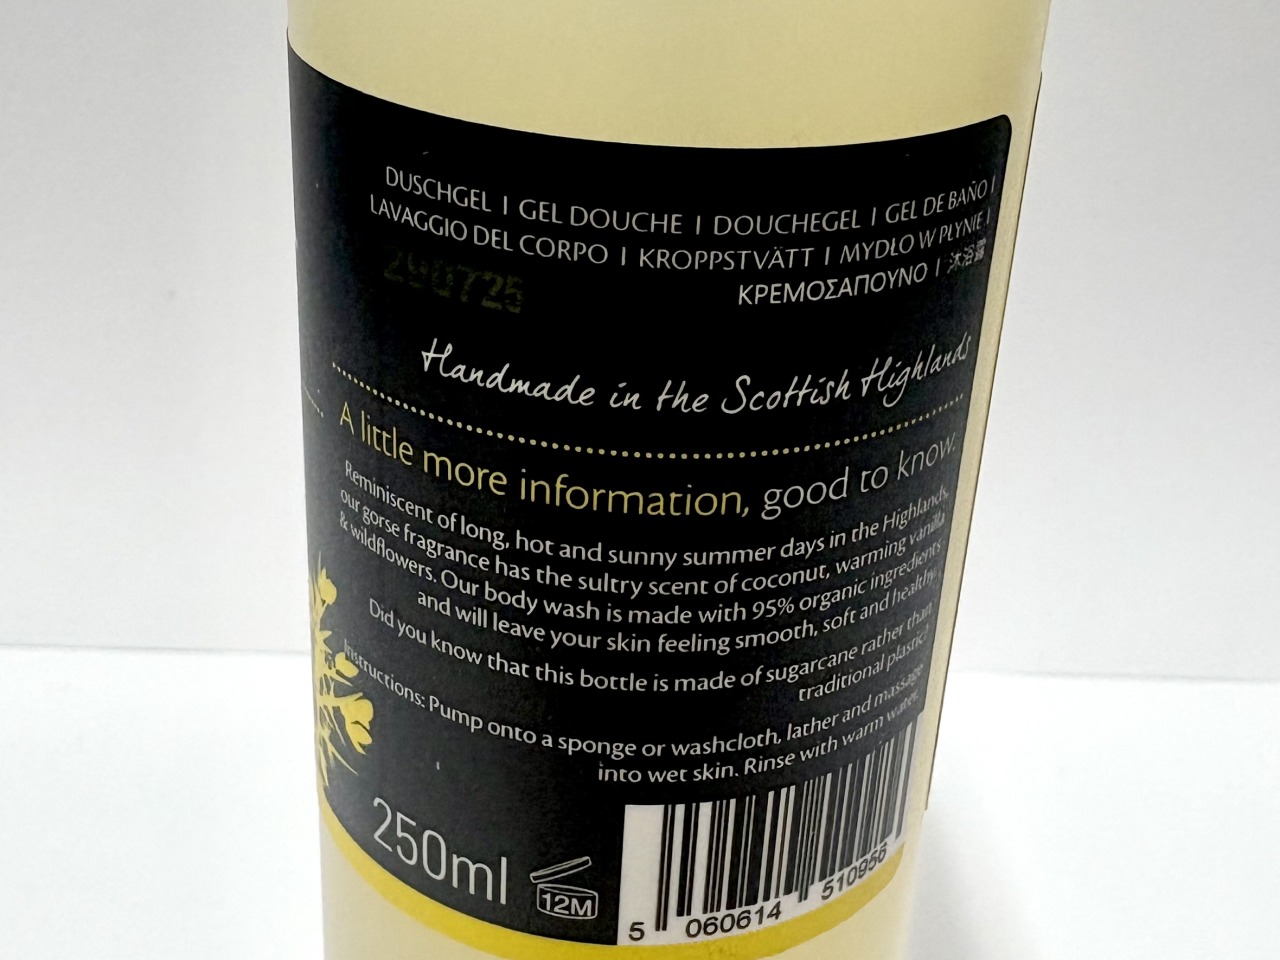 DUSCHGEL | GEL DOUCHE | DOUCHEGEL | GEL DE BAÑO |
LAVAGGIO DEL CORPO | KROPPSTVÄTT | MYDŁO W PŁYNIE |
ΚΡΕΜΟΣΑΠΟΥΝΟ | 沐浴露
290725
Handmade in the Scottish Highlands
A little more information, good to know.
Reminiscent of long, hot and sunny summer days in the Highlands,
our gorse fragrance has the sultry scent of coconut, warming vanilla
& wildflowers. Our body wash is made with 95% organic ingredients
and will leave your skin feeling smooth, soft and healthy.
Did you know that this bottle is made of sugarcane rather than
traditional plastic?
Instructions: Pump onto a sponge or washcloth, lather and massage
into wet skin. Rinse with warm water.
250ml
12M
5 060614 510956